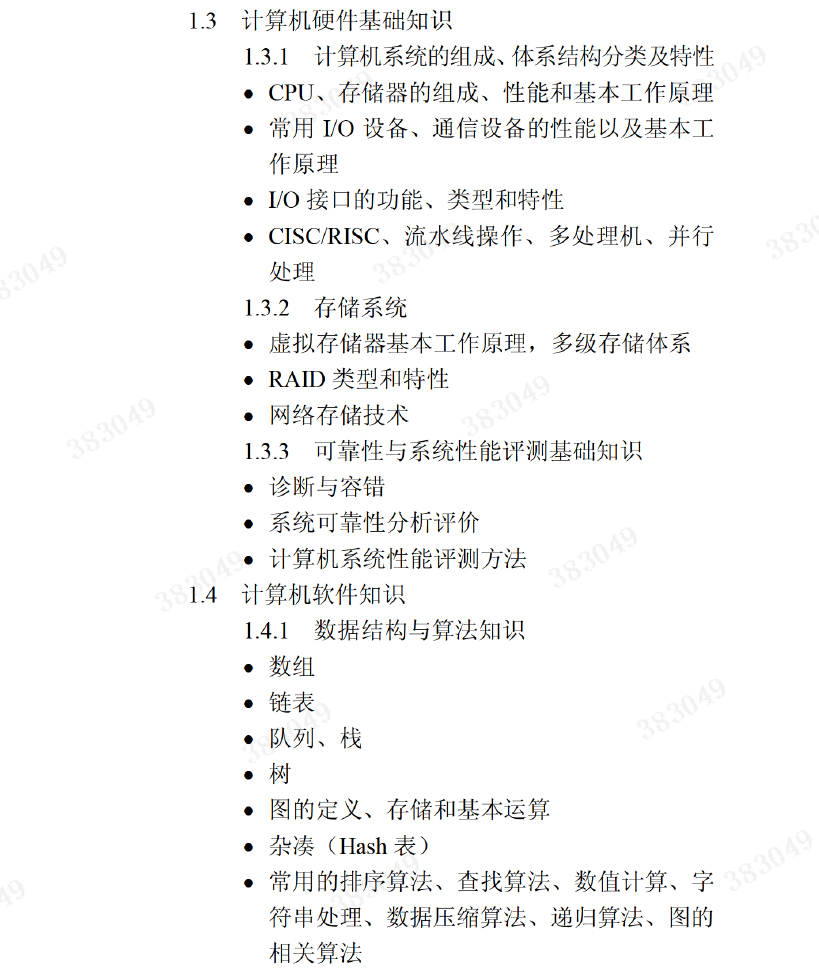 1.3 计算机硬件基础知识
1.3.1 计算机系统的组成、体系结构分类及特性
● CPU、存储器的组成、性能和基本工作原理
● 常用 I/O 设备、通信设备的性能以及基本工
作原理
● I/O 接口的功能、类型和特性
● CISC/RISC、流水线操作、多处理机、并行
处理
1.3.2 存储系统
● 虚拟存储器基本工作原理，多级存储体系
● RAID 类型和特性
● 网络存储技术
1.3.3 可靠性与系统性能评测基础知识
● 诊断与容错
● 系统可靠性分析评价
● 计算机系统性能评测方法
1.4 计算机软件知识
1.4.1 数据结构与算法知识
● 数组
● 链表
● 队列、栈
● 树
● 图的定义、存储和基本运算
● 杂凑（Hash 表）
● 常用的排序算法、查找算法、数值计算、字
符串处理、数据压缩算法、递归算法、图的
相关算法
383049
383049
383049
383049
383049
383049
383049
383049
383049
383049
383049
383049